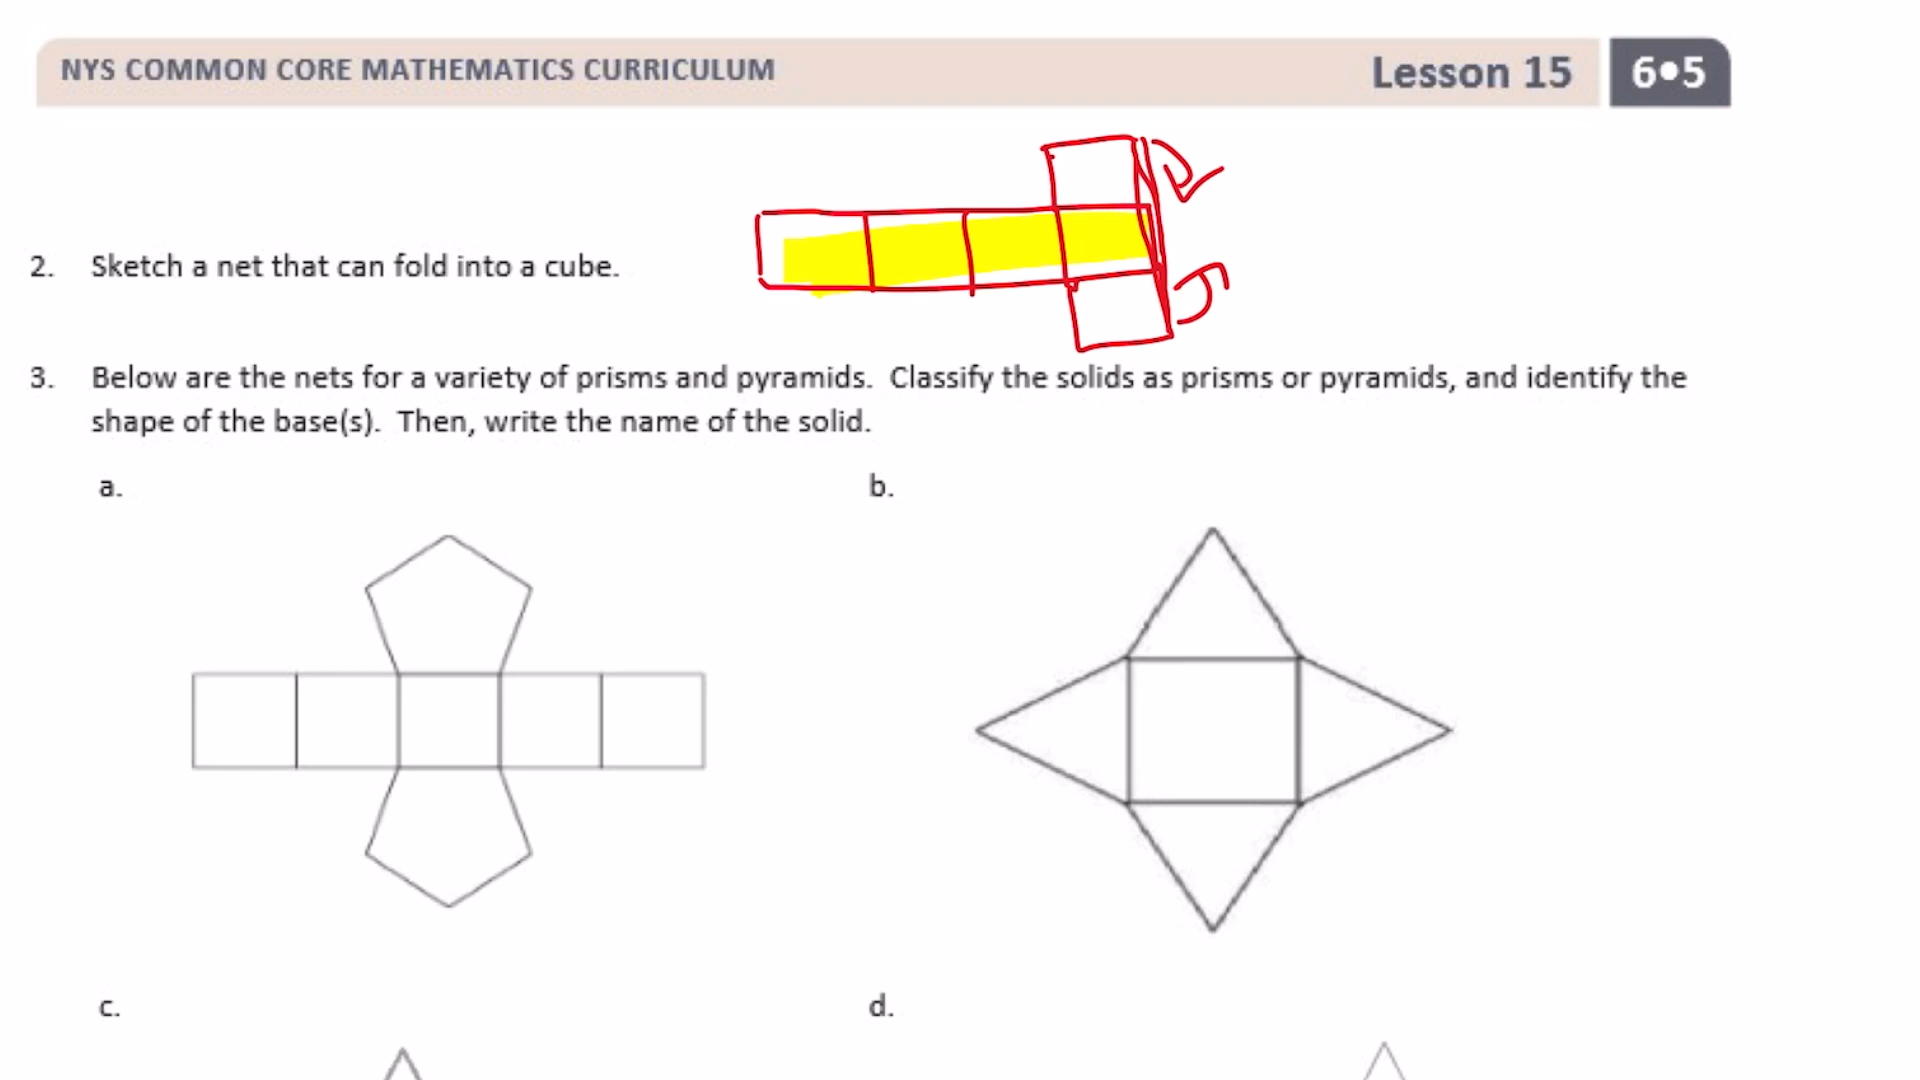 NYS COMMON CORE MATHEMATICS CURRICULUM Lesson 15 6•5
2. Sketch a net that can fold into a cube.
3. Below are the nets for a variety of prisms and pyramids. Classify the solids as prisms or pyramids, and identify the
shape of the base(s). Then, write the name of the solid.
a. b.
c. d.